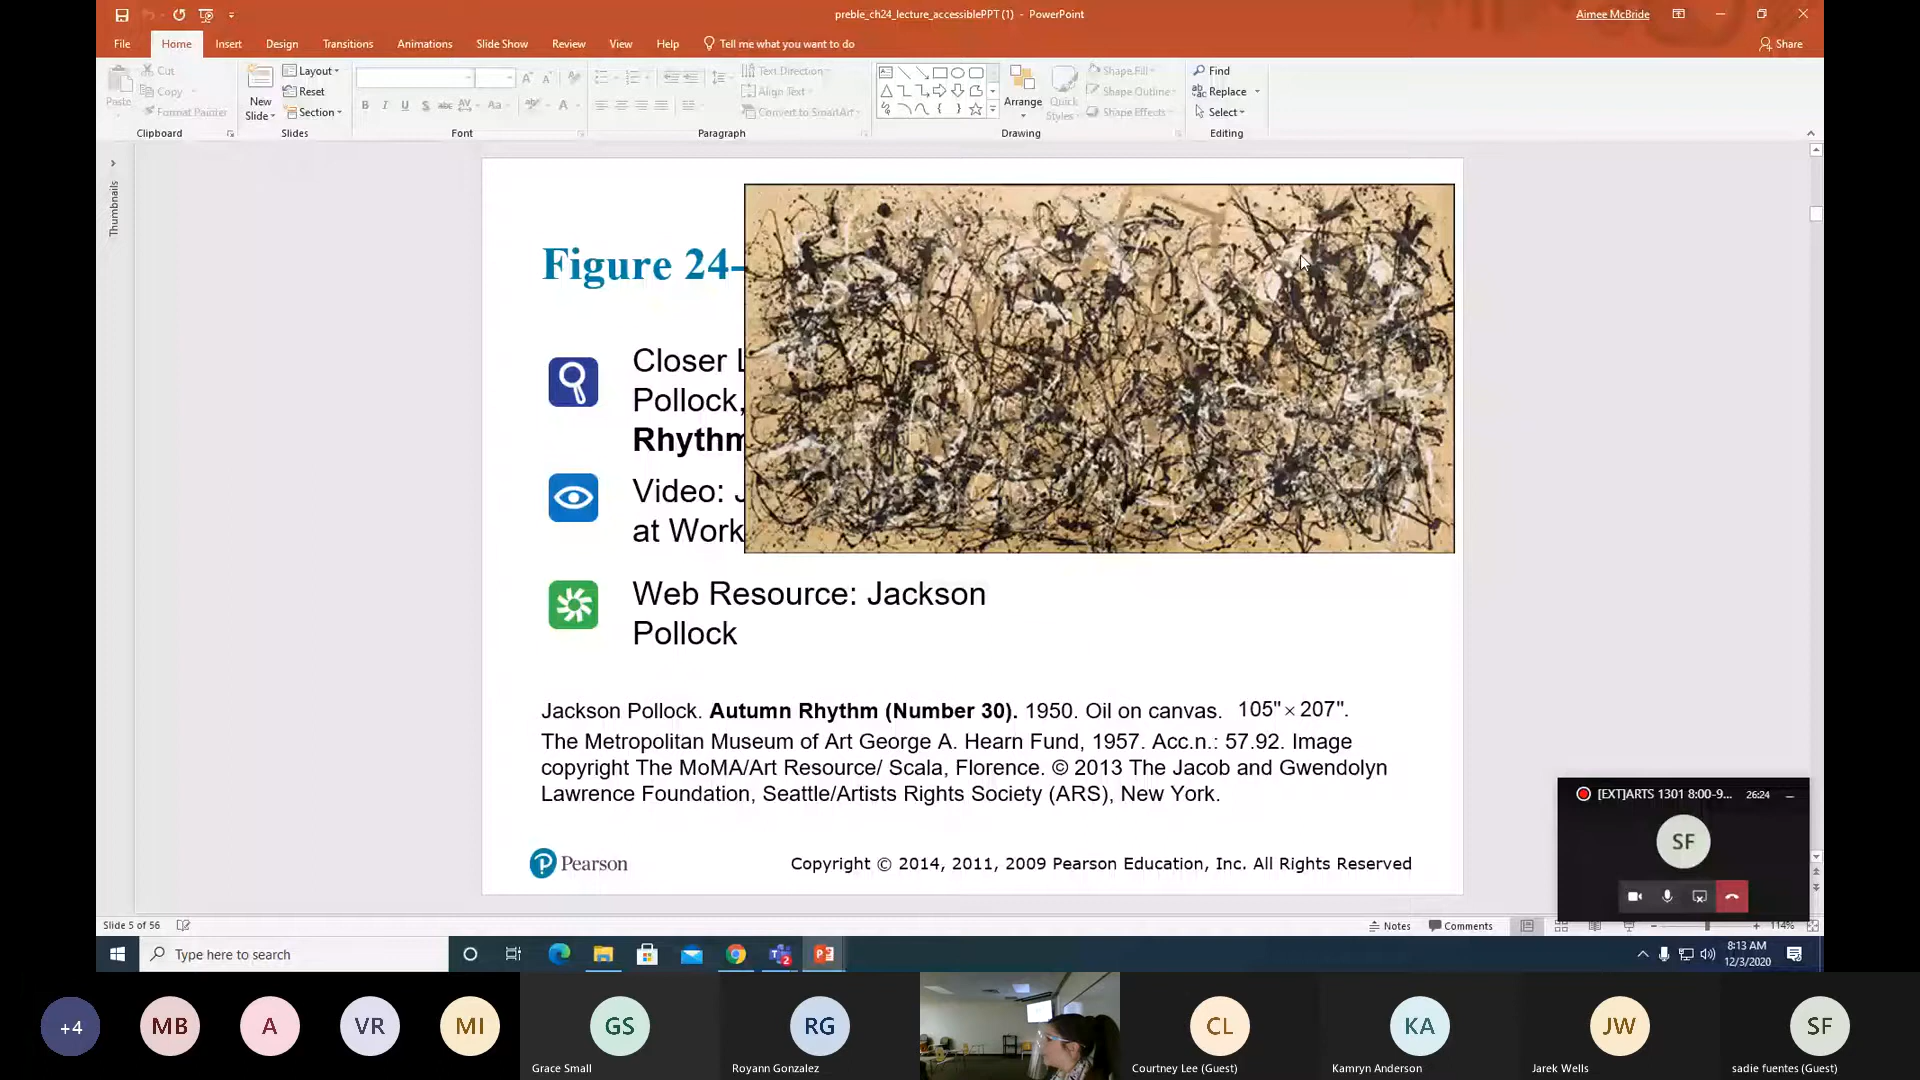 preble_ch24_lecture_accessiblePPT (1) - PowerPoint
Aimee McBride
File Home Insert Design Transitions Animations Slide Show Review View Help Tell me what you want to do
Share
Paste
Cut
Copy
Format Painter
Clipboard
New
Slide
Layout
Reset
Section
Slides
Font
Text Direction
Align Text
Convert to SmartArt
Paragraph
Arrange
Quick
Styles
Shape Fill
Shape Outline
Shape Effects
Drawing
Find
Replace
Select
Editing
Thumbnails
Figure 24-
Closer L
Pollock,
Rhythm
Video: J
at Work
Web Resource: Jackson
Pollock
Jackson Pollock. Autumn Rhythm (Number 30). 1950. Oil on canvas. 105" × 207".
The Metropolitan Museum of Art George A. Hearn Fund, 1957. Acc.n.: 57.92. Image
copyright The MoMA/Art Resource/ Scala, Florence. © 2013 The Jacob and Gwendolyn
Lawrence Foundation, Seattle/Artists Rights Society (ARS), New York.
Pearson
Copyright © 2014, 2011, 2009 Pearson Education, Inc. All Rights Reserved
[EXT]ARTS 1301 8:00-9... 26:24
SF
Slide 5 of 56
Notes Comments 114%
Type here to search
8:13 AM
12/3/2020
+4 MB A VR MI GS RG CL KA JW SF
Grace Small Royann Gonzalez Courtney Lee (Guest) Kamryn Anderson Jarek Wells sadie fuentes (Guest)